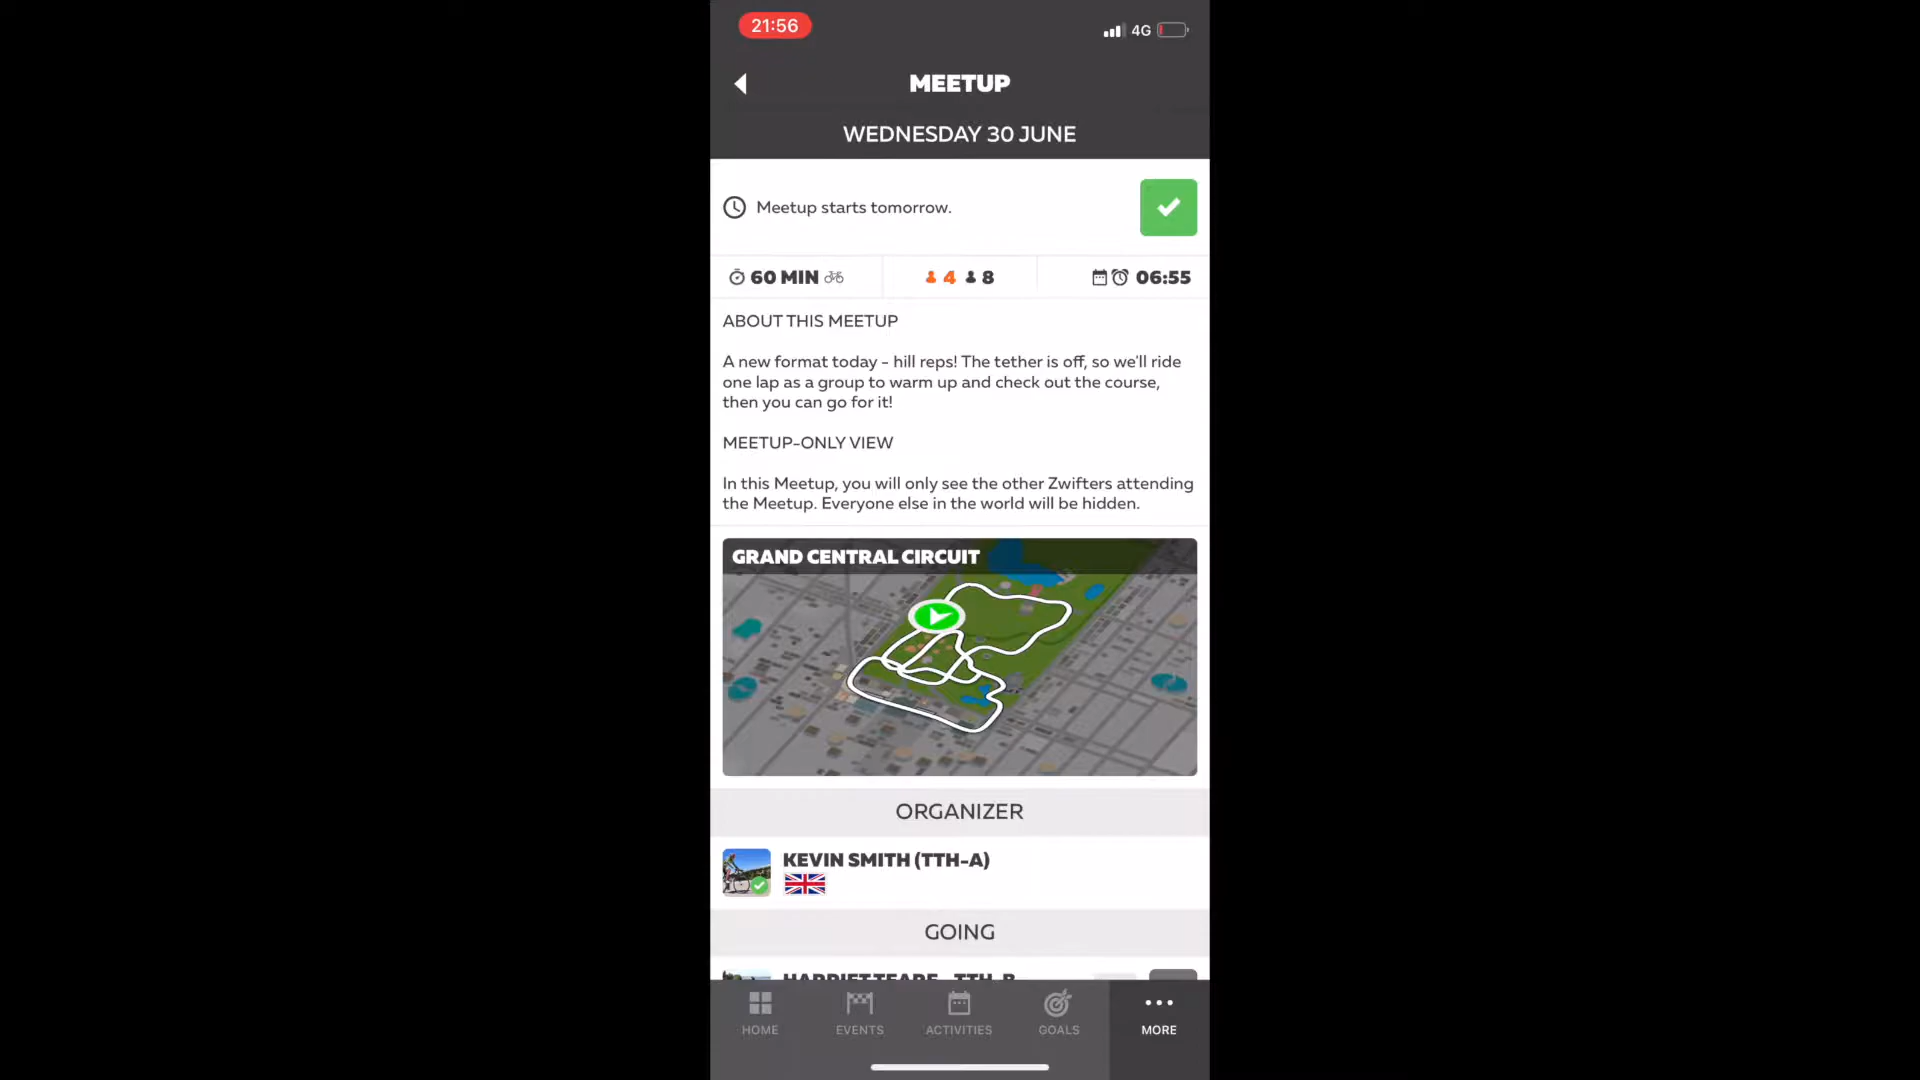 21:56
4G
MEETUP
WEDNESDAY 30 JUNE
Meetup starts tomorrow.
60 MIN 4 8 06:55
ABOUT THIS MEETUP
A new format today - hill reps! The tether is off, so we'll ride
one lap as a group to warm up and check out the course,
then you can go for it!
MEETUP-ONLY VIEW
In this Meetup, you will only see the other Zwifters attending
the Meetup. Everyone else in the world will be hidden.
GRAND CENTRAL CIRCUIT
ORGANIZER
KEVIN SMITH (TTH-A)
GOING
HARRIET TEARE - TTH-B
HOME EVENTS ACTIVITIES GOALS MORE